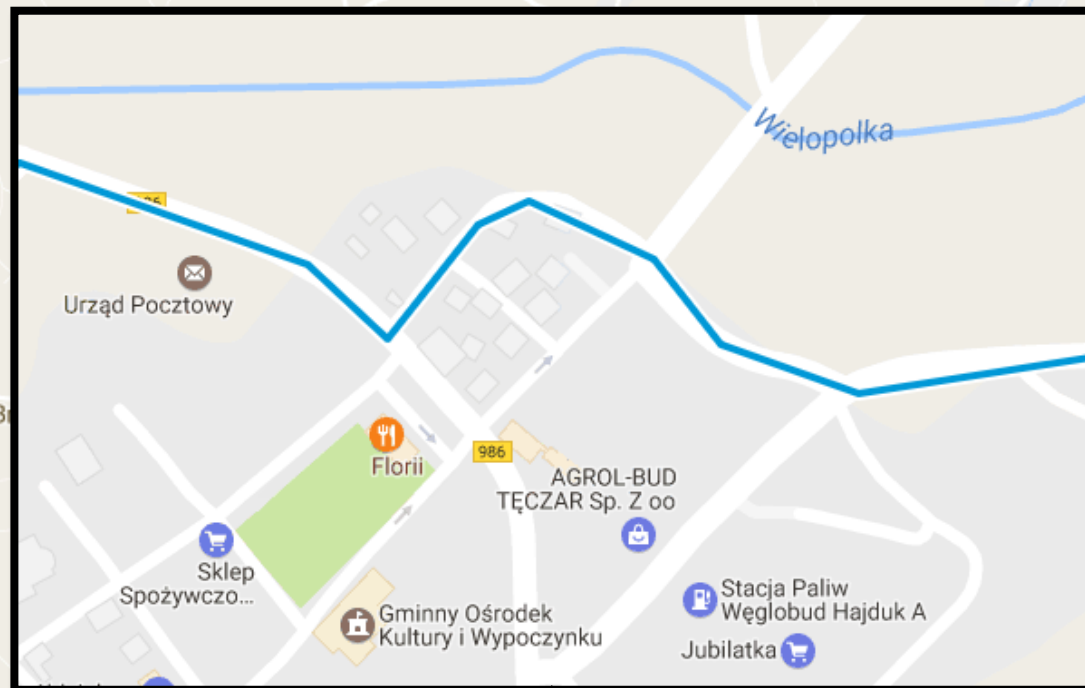 Wielopolka
Urząd Pocztowy
Florii
986
AGROL-BUD
TĘCZAR Sp. Z oo
Sklep
Spożywczo...
Gminny Ośrodek
Kultury i Wypoczynku
Stacja Paliw
Węglobud Hajduk A
Jubilatka